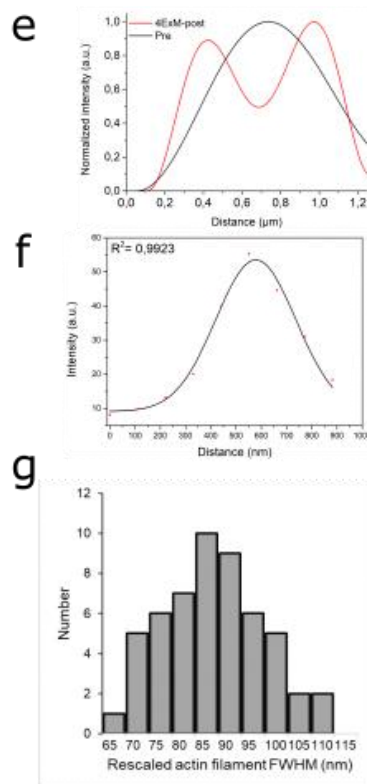 e
4ExM-post
Pre
Normalized intensity (a.u.)
1,0
0,8
0,6
0,4
0,2
0,0
0,0 0,2 0,4 0,6 0,8 1,0 1,2
Distance (µm)
f
R²= 0,9923
Intensity (a.u.)
60
50
40
30
20
10
0 100 200 300 400 500 600 700 800 900 100
Distance (nm)
g
Number
12
10
8
6
4
2
0
65 70 75 80 85 90 95 100 105 110 115
Rescaled actin filament FWHM (nm)